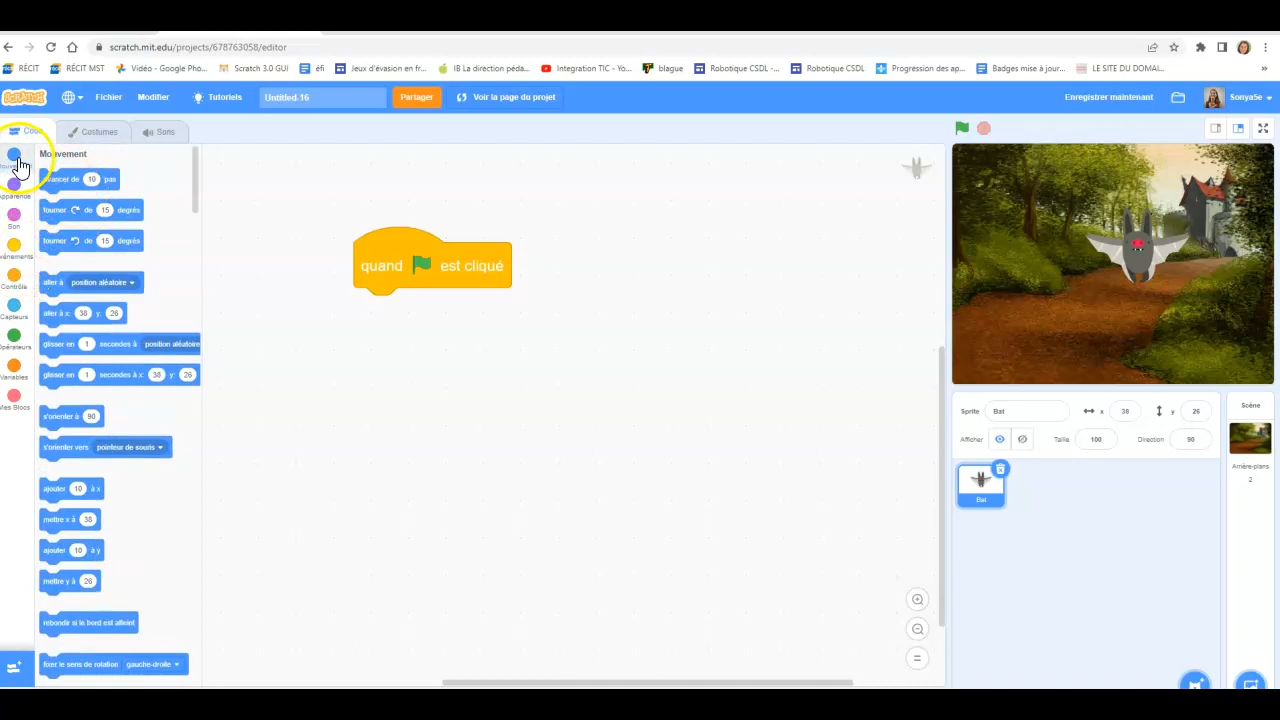 scratch.mit.edu/projects/678763058/editor
RÉCIT
RÉCIT MST
Vidéo - Google Pho...
Scratch 3.0 GUI
éfi
Jeux d'évasion en fr...
IB La direction péda...
Integration TIC - Yo...
blague
Robotique CSDL -...
Robotique CSDL
Progression des ap...
Badges mise à jour...
LE SITE DU DOMAI...
»
SCRATCH
Fichier
Modifier
Tutoriels
Untitled-16
Partager
Voir la page du projet
Enregistrer maintenant
Sonya5e
Code
Costumes
Sons
Mouvement
avancer de 10 pas
tourner de 15 degrés
tourner de 15 degrés
aller à position aléatoire
aller à x: 38 y: 26
glisser en 1 secondes à position aléatoire
glisser en 1 secondes à x: 38 y: 26
s'orienter à 90
s'orienter vers pointeur de souris
ajouter 10 à x
mettre x à 38
ajouter 10 à y
mettre y à 26
rebondir si le bord est atteint
fixer le sens de rotation gauche-droite
Apparence
Son
Événements
Contrôle
Capteurs
Opérateurs
Variables
Mes Blocs
quand est cliqué
Sprite Bat x 38 y 26
Afficher Taille 100 Direction 90
Bat
Scène
Arrière-plans
2